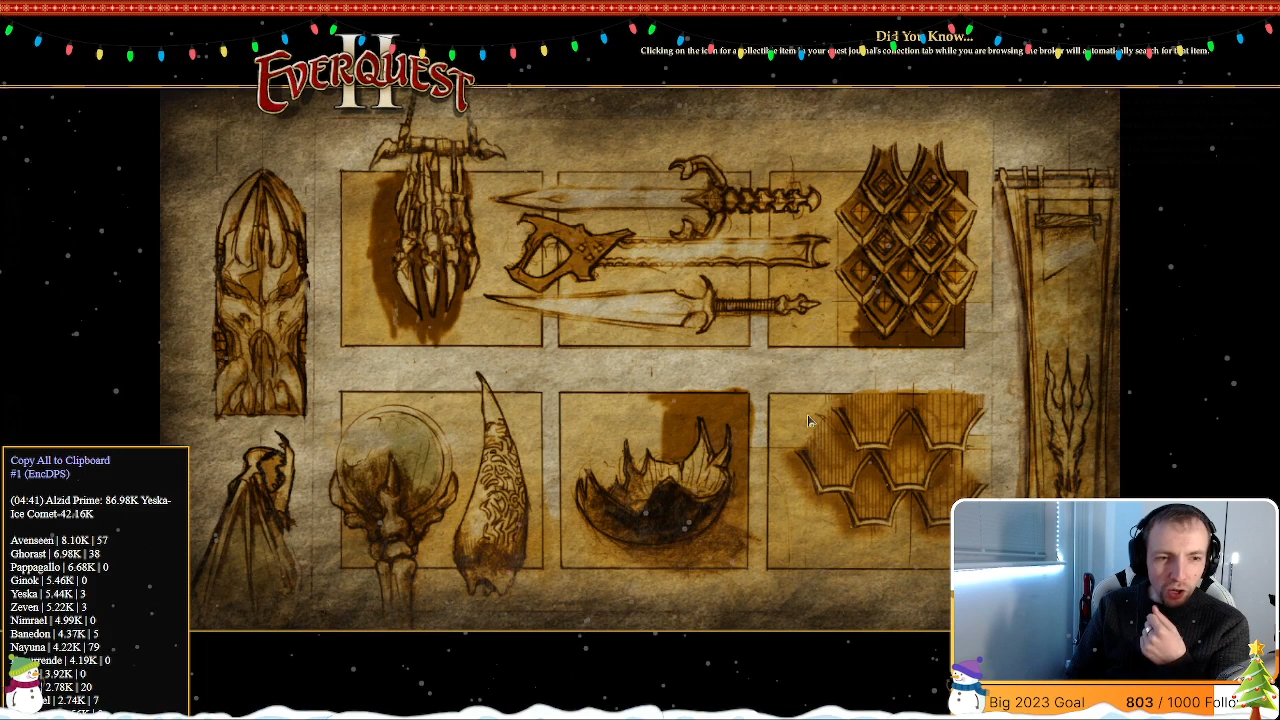 Did You Know...
Clicking on the icon for a collectible item in your quest journal's collection tab while you are browsing the broker will automatically search for that item.
EVERQUEST II
Copy All to Clipboard
#1 (EncDPS)
(04:41) Alzid Prime: 86.98K Yeska-
Ice Comet-42.16K
Avenseen | 8.10K | 57
Ghorast | 6.98K | 38
Pappagallo | 6.68K | 0
Ginok | 5.46K | 0
Yeska | 5.44K | 3
Zeven | 5.22K | 3
Nimrael | 4.99K | 0
Banedon | 4.37K | 5
Nayuna | 4.22K | 79
| 4.19K | 0
3.92K | 0
2.78K | 20
| 2.74K | 7
Big 2023 Goal
803 / 1000 Follo